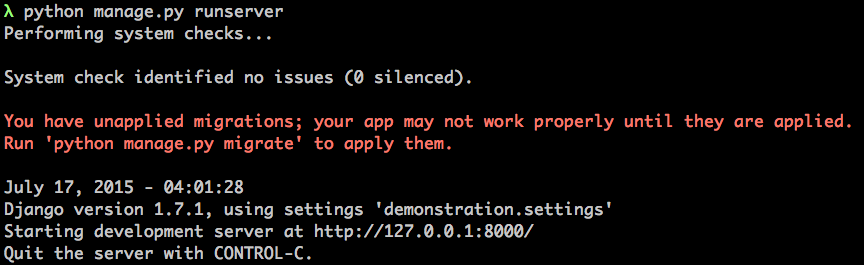 λ python manage.py runserver
Performing system checks...
System check identified no issues (0 silenced).
You have unapplied migrations; your app may not work properly until they are applied.
Run 'python manage.py migrate' to apply them.
July 17, 2015 - 04:01:28
Django version 1.7.1, using settings 'demonstration.settings'
Starting development server at http://127.0.0.1:8000/
Quit the server with CONTROL-C.